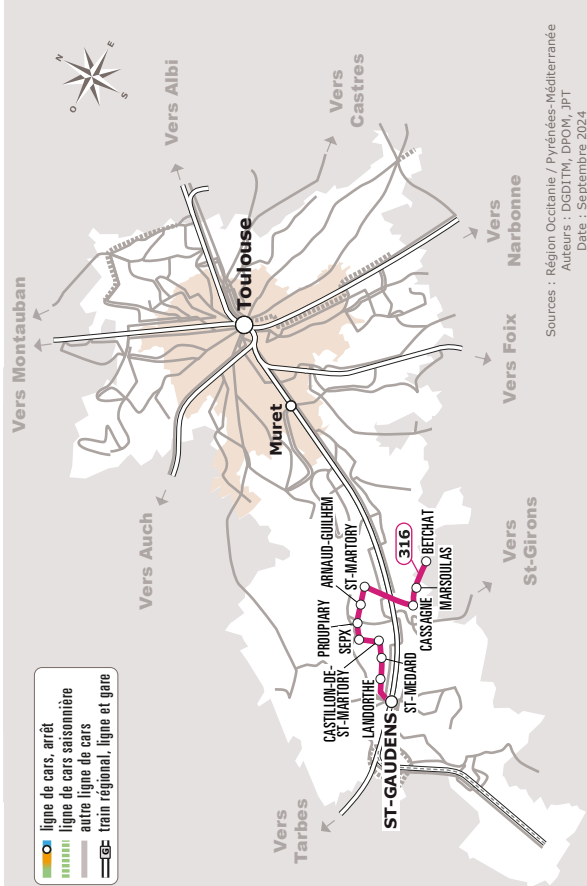 ligne de cars, arrêt
ligne de cars saisonnière
autre ligne de cars
G
train régional, ligne et gare
N
E
S
O
Vers Montauban
Vers Albi
Vers
Castres
Vers Auch
Toulouse
Muret
Vers
Narbonne
Vers Foix
Vers
St-Girons
Vers
Tarbes
ST-GAUDENS
LANDORTHE
ST-MEDARD
CASTILLON-DE-
ST-MARTORY
SEPX
PROUPIARY
ARNAUD-GUILHEM
ST-MARTORY
CASSAGNE
MARSOULAS
BETCHAT
316
Sources : Région Occitanie / Pyrénées-Méditerranée
Auteurs : DGDITM, DPOM, JPT
Date : Septembre 2024